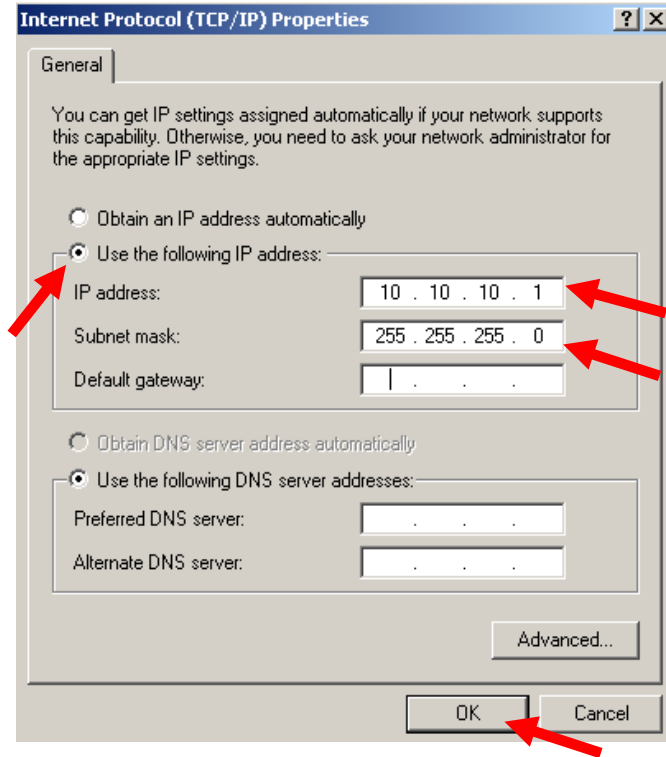 Internet Protocol (TCP/IP) Properties ? X
General
You can get IP settings assigned automatically if your network supports
this capability. Otherwise, you need to ask your network administrator for
the appropriate IP settings.
Obtain an IP address automatically
Use the following IP address:
IP address: 10 . 10 . 10 . 1
Subnet mask: 255 . 255 . 255 . 0
Default gateway: . . .
Obtain DNS server address automatically
Use the following DNS server addresses:
Preferred DNS server: . . .
Alternate DNS server: . . .
Advanced...
OK Cancel